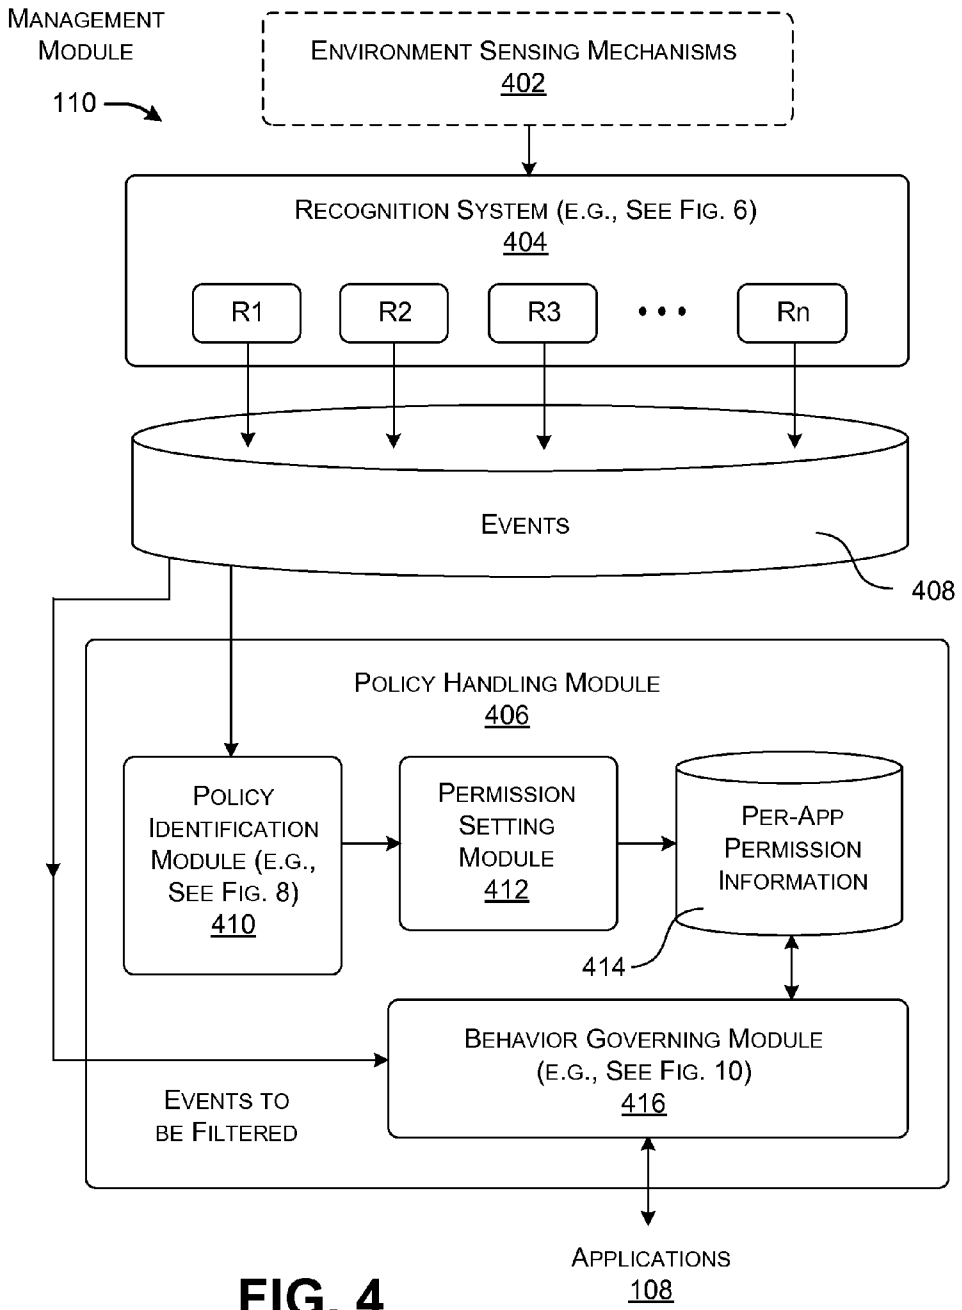 MANAGEMENT
MODULE
110
ENVIRONMENT SENSING MECHANISMS
402
RECOGNITION SYSTEM (E.G., SEE FIG. 6)
404
R1 R2 R3 • • • Rn
EVENTS
408
POLICY HANDLING MODULE
406
POLICY
IDENTIFICATION
MODULE (E.G.,
SEE FIG. 8)
410
PERMISSION
SETTING
MODULE
412
PER-APP
PERMISSION
INFORMATION
414
BEHAVIOR GOVERNING MODULE
(E.G., SEE FIG. 10)
416
EVENTS TO
BE FILTERED
APPLICATIONS
108
FIG. 4